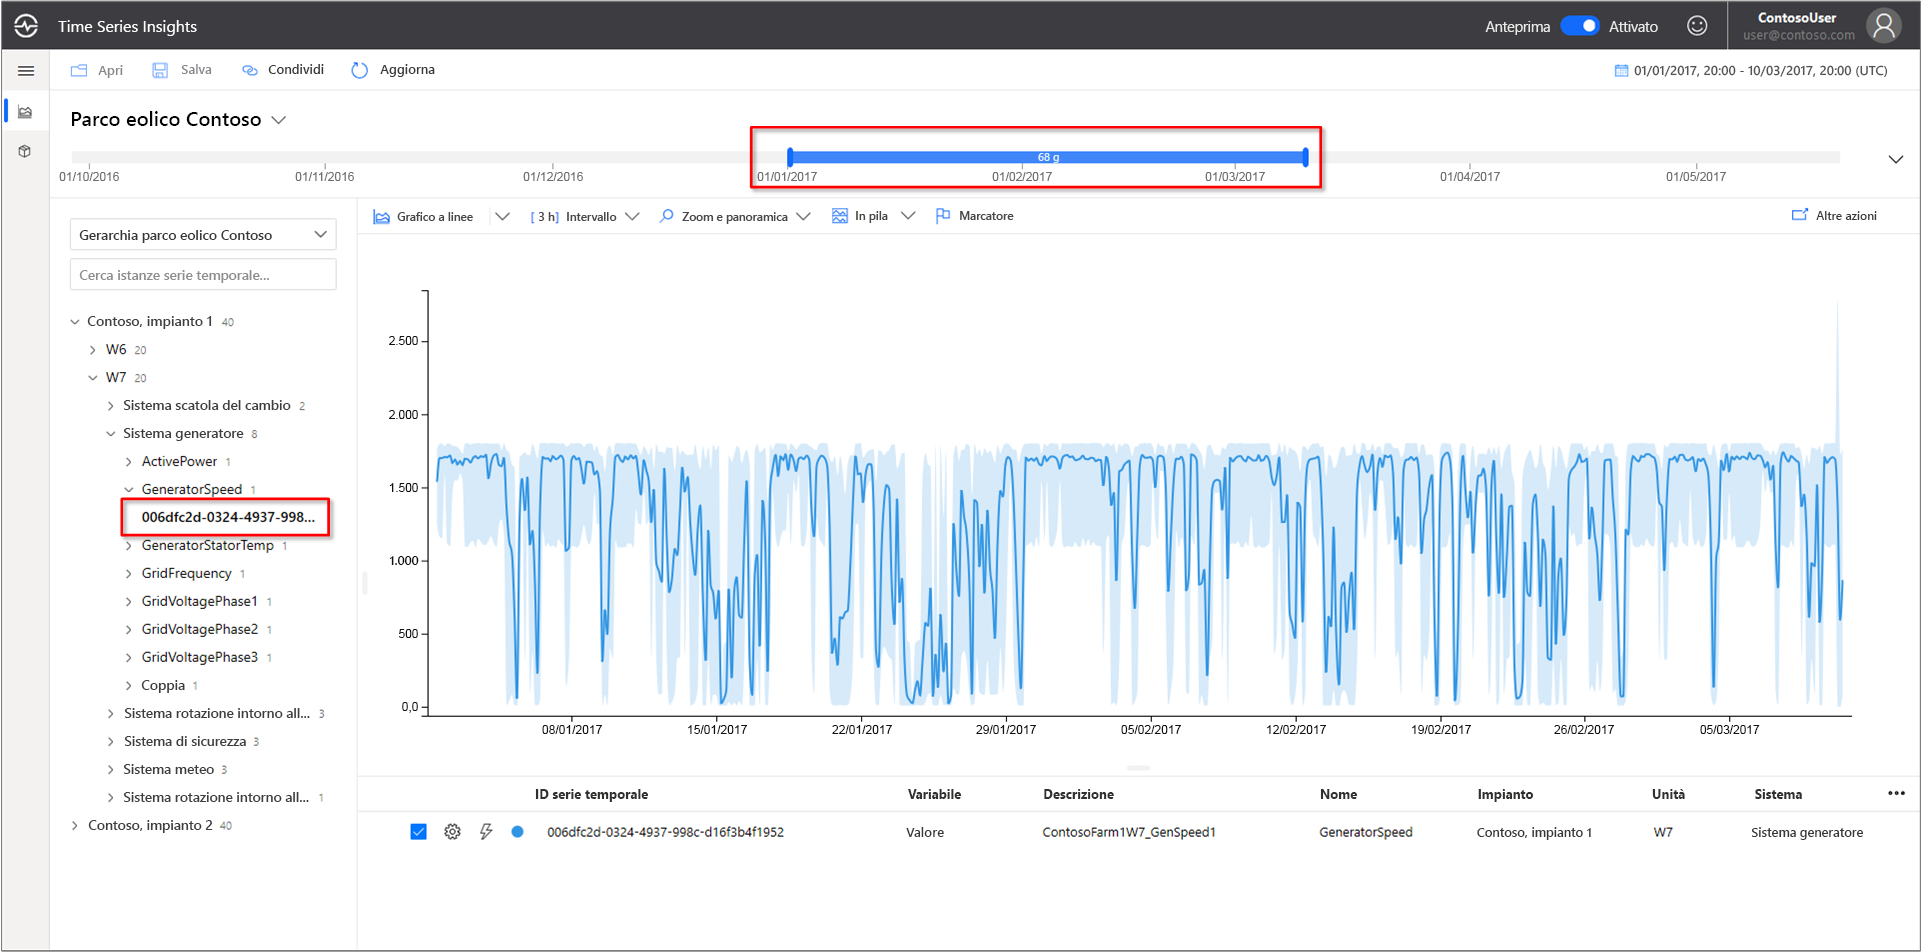 Time Series Insights
Anteprima Attivato
ContosoUser
user@contoso.com
Apri Salva Condividi Aggiorna
01/01/2017, 20:00 - 10/03/2017, 20:00 (UTC)
Parco eolico Contoso
68 g
01/10/2016 01/11/2016 01/12/2016 01/01/2017 01/02/2017 01/03/2017 01/04/2017 01/05/2017
Gerarchia parco eolico Contoso
Cerca istanze serie temporale...
Contoso, impianto 1 40
W6 20
W7 20
Sistema scatola del cambio 2
Sistema generatore 8
ActivePower 1
GeneratorSpeed 1
006dfc2d-0324-4937-998...
GeneratorStatorTemp 1
GridFrequency 1
GridVoltagePhase1 1
GridVoltagePhase2 1
GridVoltagePhase3 1
Coppia 1
Sistema rotazione intorno all... 3
Sistema di sicurezza 3
Sistema meteo 3
Sistema rotazione intorno all... 1
Contoso, impianto 2 40
Grafico a linee [ 3 h] Intervallo Zoom e panoramica In pila Marcatore Altre azioni
2.500
2.000
1.500
1.000
500
0,0
08/01/2017 15/01/2017 22/01/2017 29/01/2017 05/02/2017 12/02/2017 19/02/2017 26/02/2017 05/03/2017
ID serie temporale Variabile Descrizione Nome Impianto Unità Sistema
006dfc2d-0324-4937-998c-d16f3b4f1952 Valore ContosoFarm1W7_GenSpeed1 GeneratorSpeed Contoso, impianto 1 W7 Sistema generatore